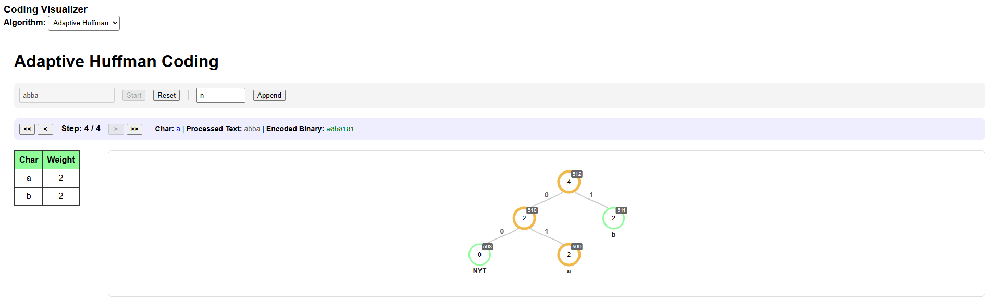 Coding Visualizer
Algorithm: Adaptive Huffman
Adaptive Huffman Coding
abba Start Reset | n Append
<< < Step: 4 / 4 > >> Char: a | Processed Text: abba | Encoded Binary: a0b0101
Char Weight
a 2
b 2
512
4
0 1
510 511
2 2
b
0 1
508 509
0 2
NYT a